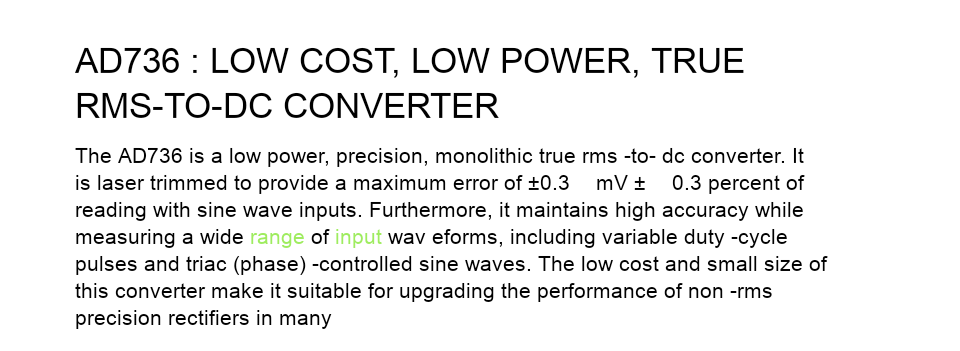 AD736 : LOW COST, LOW POWER, TRUE
RMS-TO-DC CONVERTER
The AD736 is a low power, precision, monolithic true rms -to- dc converter. It
is laser trimmed to provide a maximum error of ±0.3 mV ± 0.3 percent of
reading with sine wave inputs. Furthermore, it maintains high accuracy while
measuring a wide range of input wav eforms, including variable duty -cycle
pulses and triac (phase) -controlled sine waves. The low cost and small size of
this converter make it suitable for upgrading the performance of non -rms
precision rectifiers in many